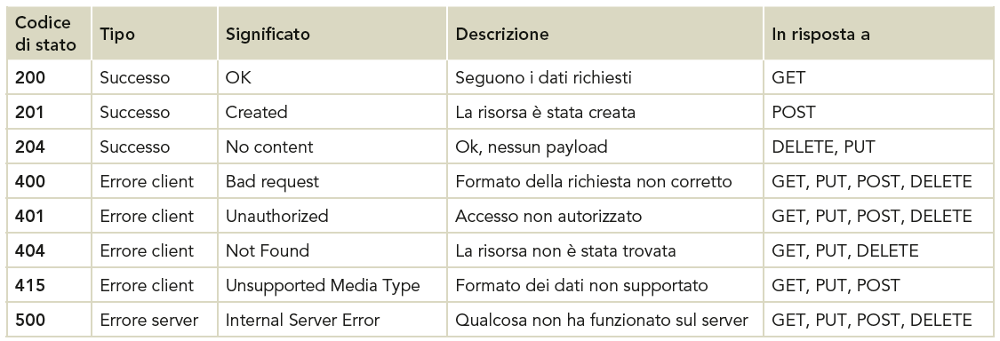 Codice di stato Tipo Significato Descrizione In risposta a
200 Successo OK Seguono i dati richiesti GET
201 Successo Created La risorsa è stata creata POST
204 Successo No content Ok, nessun payload DELETE, PUT
400 Errore client Bad request Formato della richiesta non corretto GET, PUT, POST, DELETE
401 Errore client Unauthorized Accesso non autorizzato GET, PUT, POST, DELETE
404 Errore client Not Found La risorsa non è stata trovata GET, PUT, DELETE
415 Errore client Unsupported Media Type Formato dei dati non supportato GET, PUT, POST
500 Errore server Internal Server Error Qualcosa non ha funzionato sul server GET, PUT, POST, DELETE